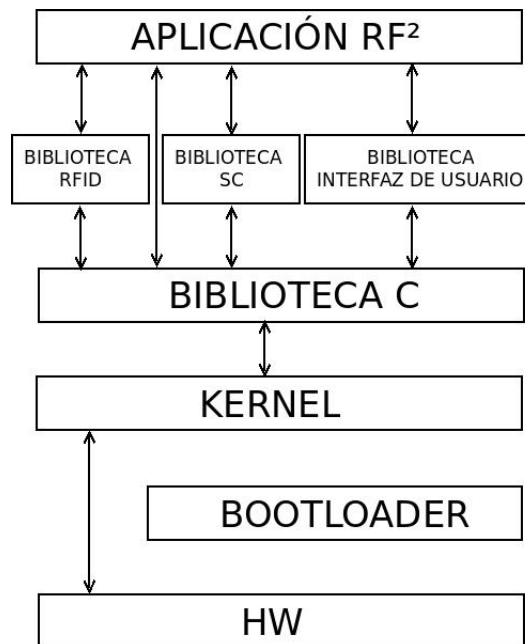 APLICACIÓN RF²
BIBLIOTECA
RFID
BIBLIOTECA
SC
BIBLIOTECA
INTERFAZ DE USUARIO
BIBLIOTECA C
KERNEL
BOOTLOADER
HW